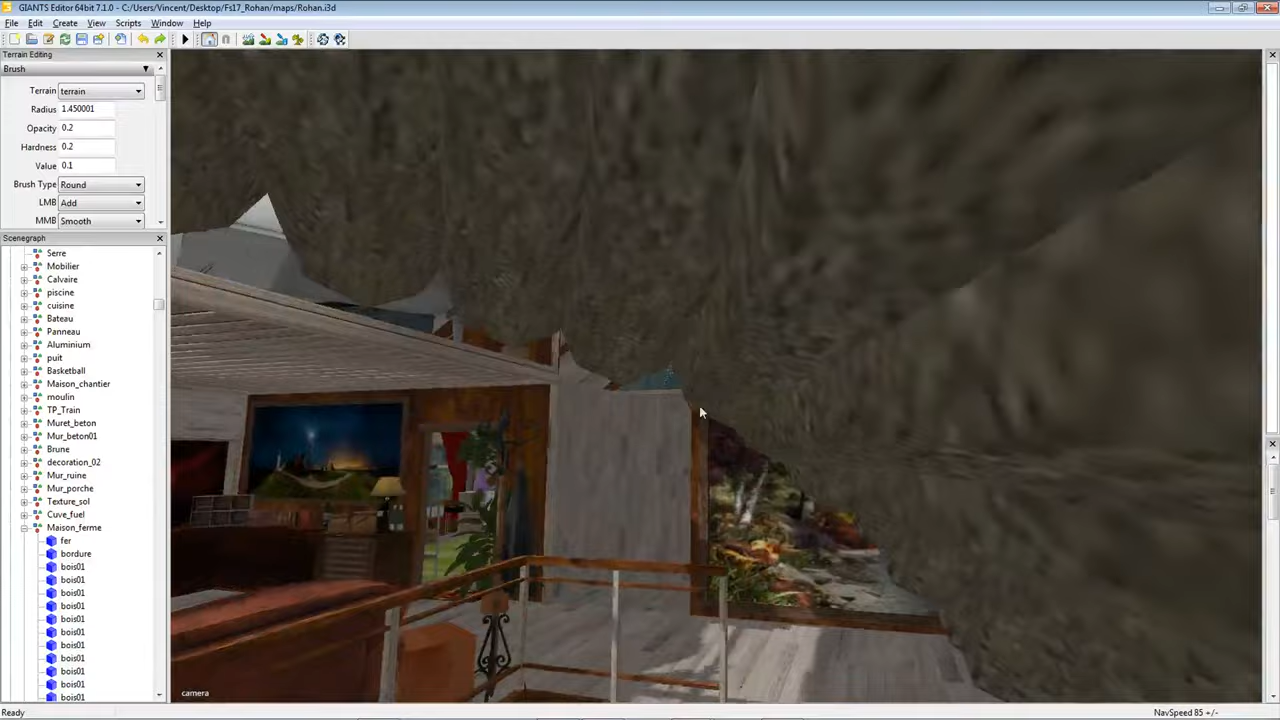 GIANTS Editor 64bit 7.1.0 - C:/Users/Vincent/Desktop/Fs17_Rohan/maps/Rohan.i3d
File Edit Create View Scripts Window Help
Terrain Editing
Brush
Terrain terrain
Radius 1.450001
Opacity 0.2
Hardness 0.2
Value 0.1
Brush Type Round
LMB Add
MMB Smooth
Scenegraph
Serre
Mobilier
Calvaire
piscine
cuisine
Bateau
Panneau
Aluminium
puit
Basketball
Maison_chantier
moulin
TP_Train
Muret_beton
Mur_beton01
Brune
decoration_02
Mur_ruine
Mur_porche
Texture_sol
Cuve_fuel
Maison_ferme
fer
bordure
bois01
bois01
bois01
bois01
bois01
bois01
bois01
bois01
bois01
bois01
bois01
camera
Ready
NavSpeed 85 +/-